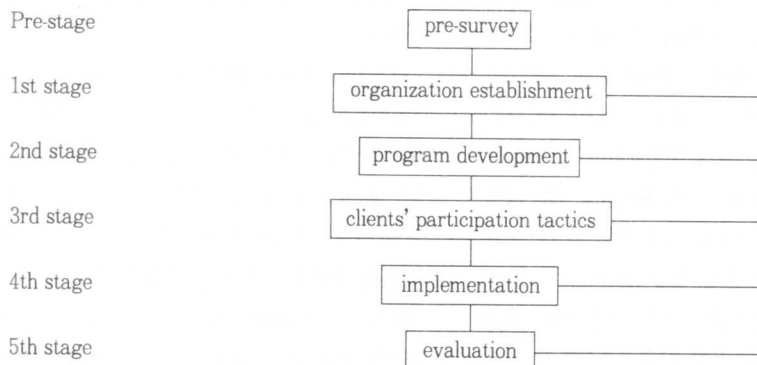 Pre-stage pre-survey
1st stage organization establishment
2nd stage program development
3rd stage clients' participation tactics
4th stage implementation
5th stage evaluation